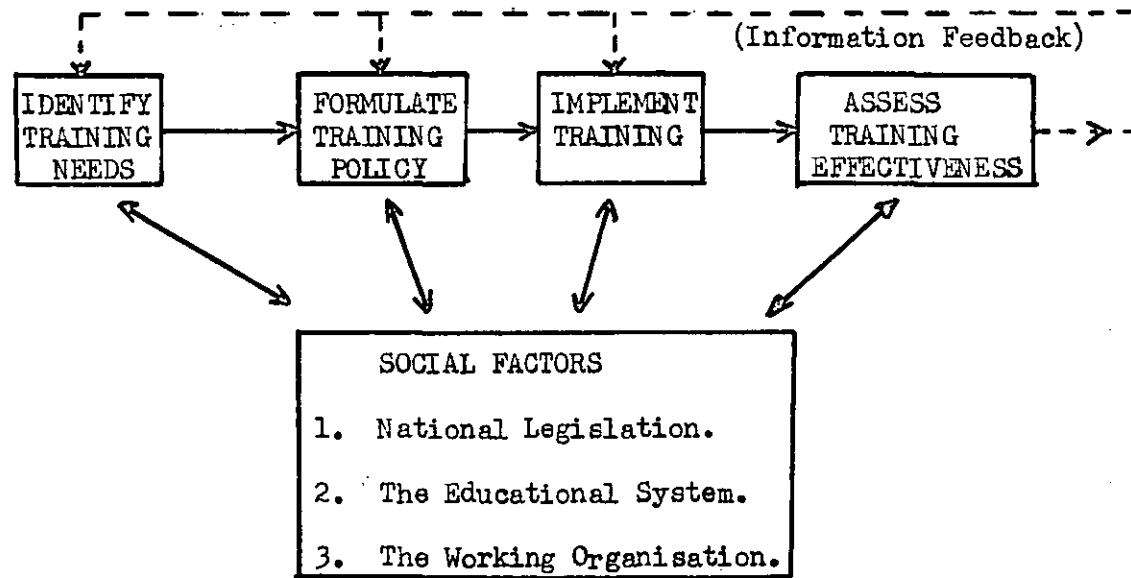 (Information Feedback)
IDENTIFY
TRAINING
NEEDS
FORMULATE
TRAINING
POLICY
IMPLEMENT
TRAINING
ASSESS
TRAINING
EFFECTIVENESS
SOCIAL FACTORS
1. National Legislation.
2. The Educational System.
3. The Working Organisation.